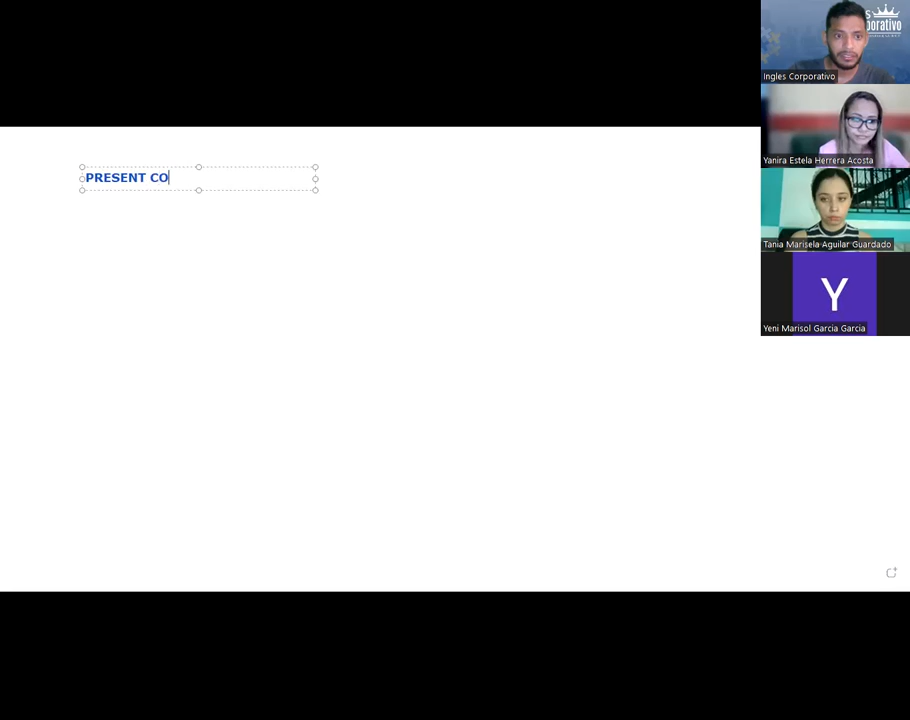 PRESENT CO
Ingles Corporativo
Yanira Estela Herrera Acosta
Tania Marisela Aguilar Guardado
Y
Yeni Marisol Garcia Garcia